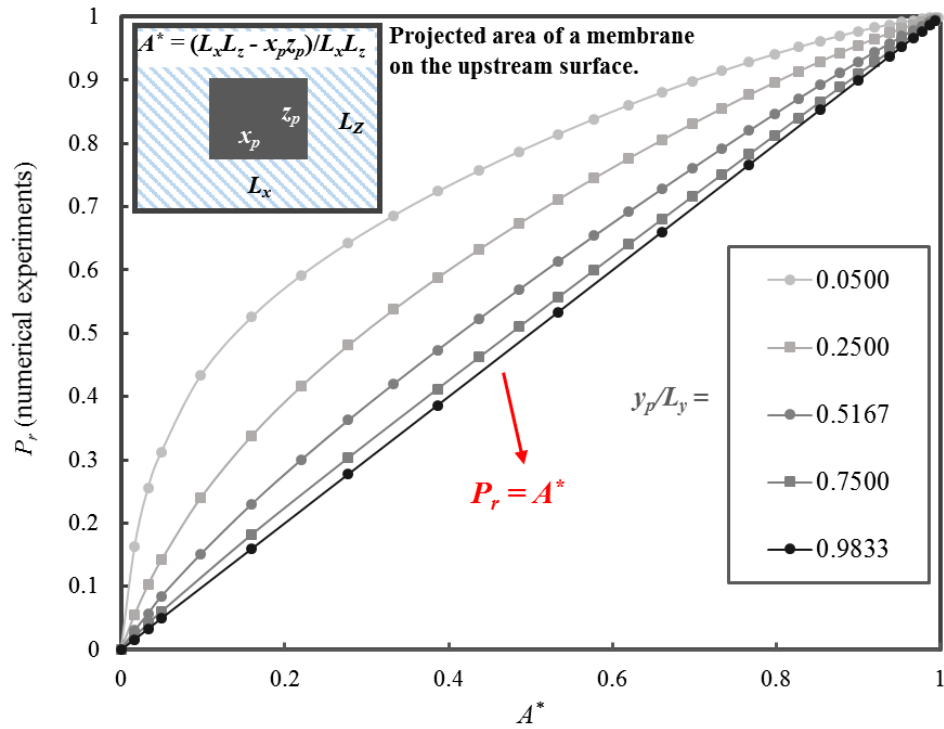 A* = (LxLz - xpzp)/LxLz
Projected area of a membrane
on the upstream surface.
zp
xp
LZ
Lx
1
0.9
0.8
0.7
0.6
0.5
0.4
0.3
0.2
0.1
0
Pr (numerical experiments)
Pr = A*
yp/Ly =
0.0500
0.2500
0.5167
0.7500
0.9833
0
0.2
0.4
0.6
0.8
1
A*